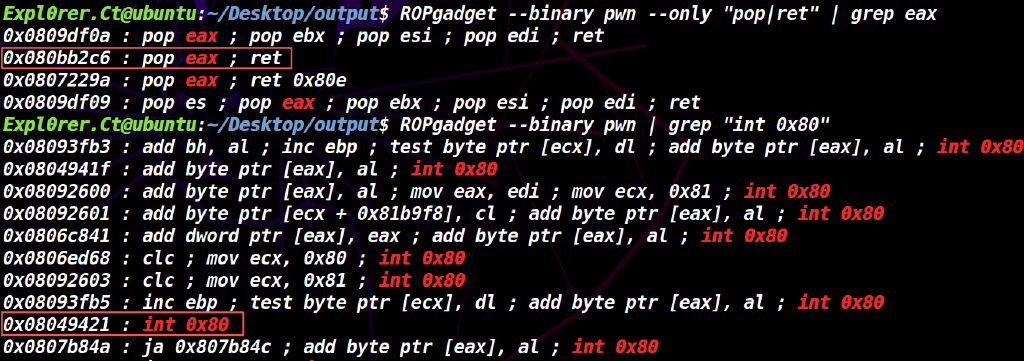 Expl0rer.Ct@ubuntu:~/Desktop/output$ ROPgadget --binary pwn --only "pop|ret" | grep eax
0x0809df0a : pop eax ; pop ebx ; pop esi ; pop edi ; ret
0x080bb2c6 : pop eax ; ret
0x0807229a : pop eax ; ret 0x80e
0x0809df09 : pop es ; pop eax ; pop ebx ; pop esi ; pop edi ; ret
Expl0rer.Ct@ubuntu:~/Desktop/output$ ROPgadget --binary pwn | grep "int 0x80"
0x08093fb3 : add bh, al ; inc ebp ; test byte ptr [ecx], dl ; add byte ptr [eax], al ; int 0x80
0x0804941f : add byte ptr [eax], al ; int 0x80
0x08092600 : add byte ptr [eax], al ; mov eax, edi ; mov ecx, 0x81 ; int 0x80
0x08092601 : add byte ptr [ecx + 0x81b9f8], cl ; add byte ptr [eax], al ; int 0x80
0x0806c841 : add dword ptr [eax], eax ; add byte ptr [eax], al ; int 0x80
0x0806ed68 : clc ; mov ecx, 0x80 ; int 0x80
0x08092603 : clc ; mov ecx, 0x81 ; int 0x80
0x08093fb5 : inc ebp ; test byte ptr [ecx], dl ; add byte ptr [eax], al ; int 0x80
0x08049421 : int 0x80
0x0807b84a : ja 0x807b84c ; add byte ptr [eax], al ; int 0x80